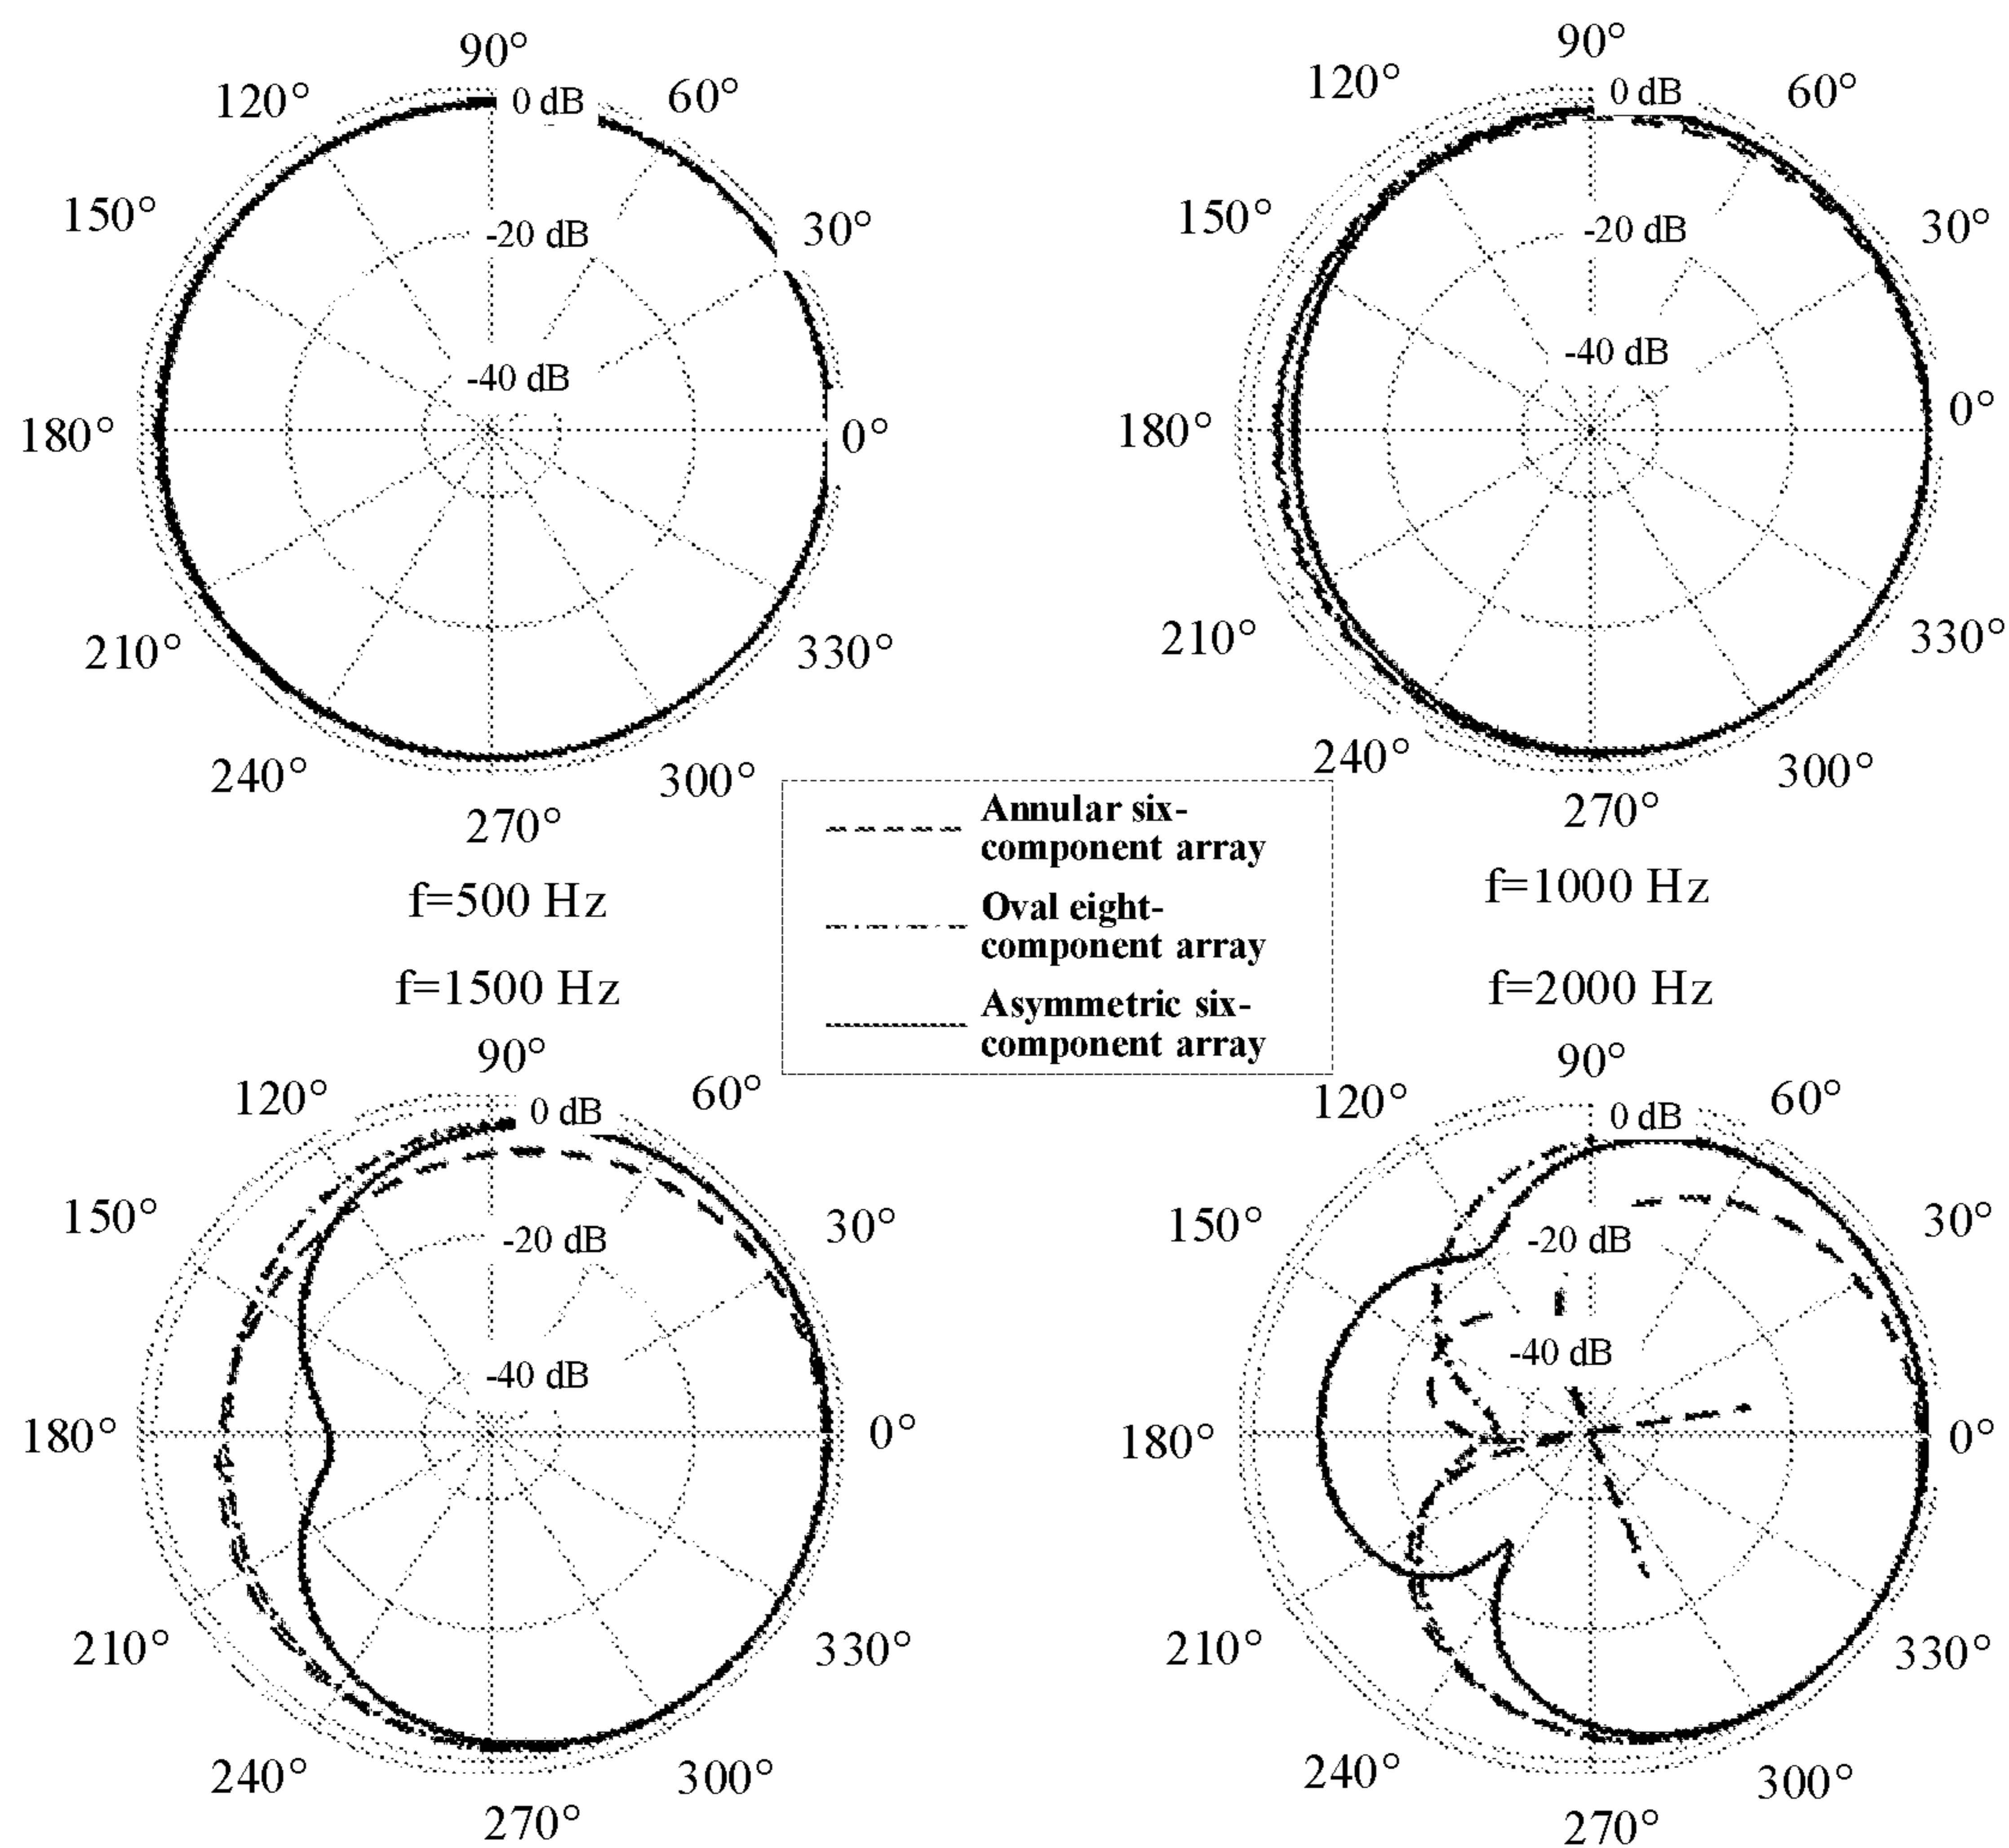 90°
120°
0 dB
60°
150°
-20 dB
30°
-40 dB
180°
0°
210°
330°
240°
300°
270°
f=500 Hz
90°
120°
0 dB
60°
150°
-20 dB
30°
-40 dB
180°
0°
210°
330°
240°
300°
270°
f=1000 Hz
Annular six-
component array
Oval eight-
component array
Asymmetric six-
component array
f=1500 Hz
90°
120°
0 dB
60°
150°
-20 dB
30°
-40 dB
180°
0°
210°
330°
240°
300°
270°
f=2000 Hz
90°
120°
0 dB
60°
150°
-20 dB
30°
-40 dB
180°
0°
210°
330°
240°
300°
270°